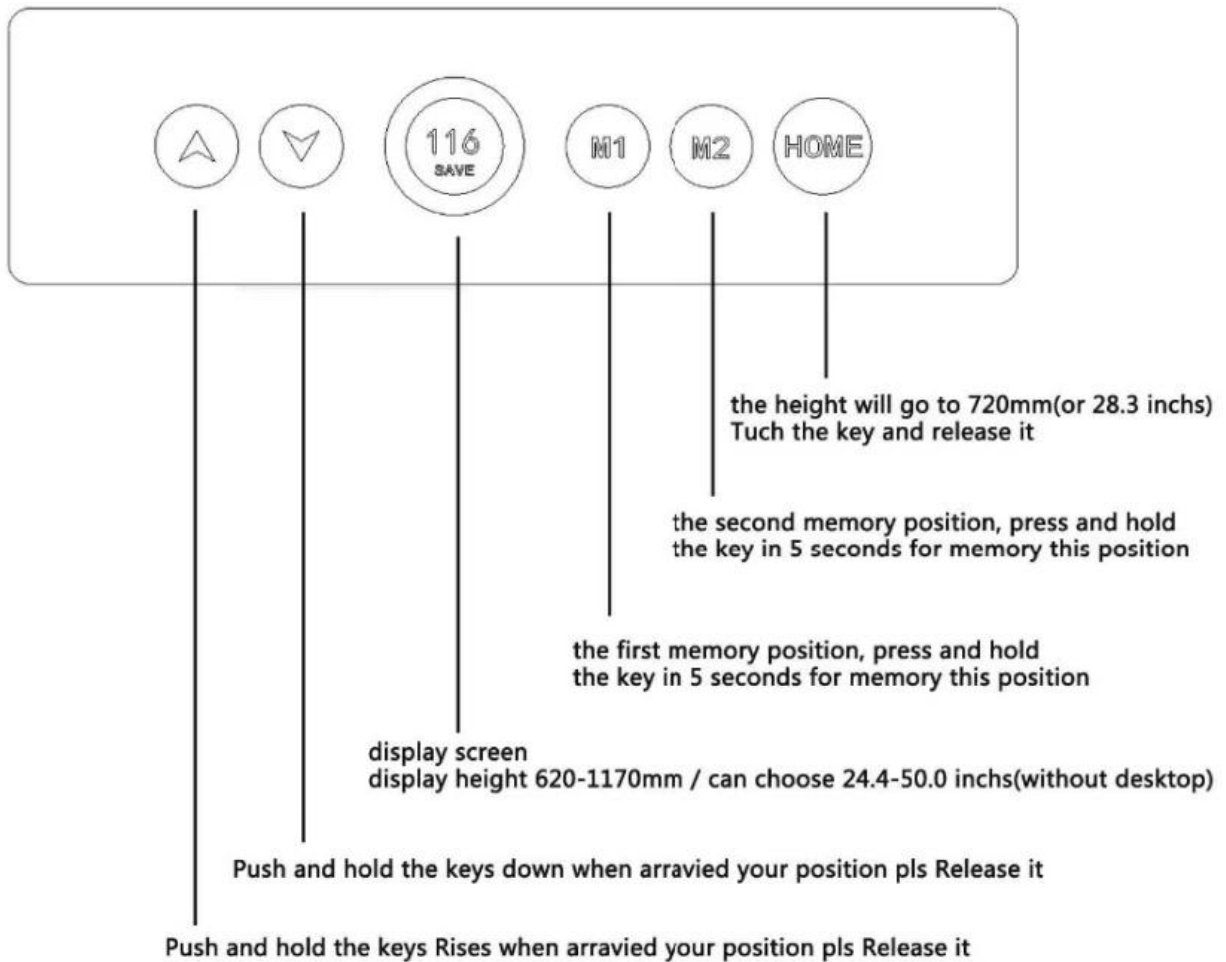 116
SAVE
M1
M2
HOME
the height will go to 720mm(or 28.3 inchs)
Tuch the key and release it
the second memory position, press and hold
the key in 5 seconds for memory this position
the first memory position, press and hold
the key in 5 seconds for memory this position
display screen
display height 620-1170mm / can choose 24.4-50.0 inchs(without desktop)
Push and hold the keys down when arravied your position pls Release it
Push and hold the keys Rises when arravied your position pls Release it